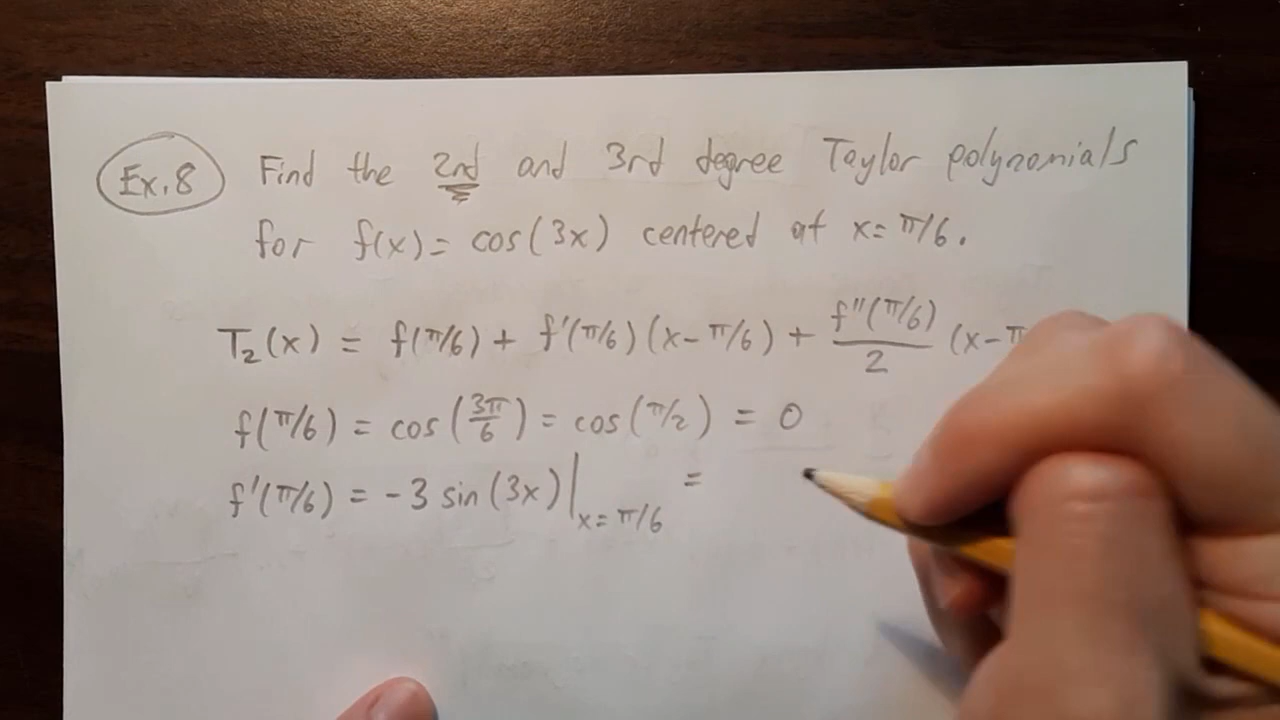 Ex. 8 Find the 2nd and 3rd degree Taylor polynomials
for f(x) = cos(3x) centered at x = π/6.
T₂(x) = f(π/6) + f'(π/6)(x-π/6) + f''(π/6)/2 (x-π
f(π/6) = cos(3π/6) = cos(π/2) = 0
f'(π/6) = -3 sin(3x)|x=π/6 =